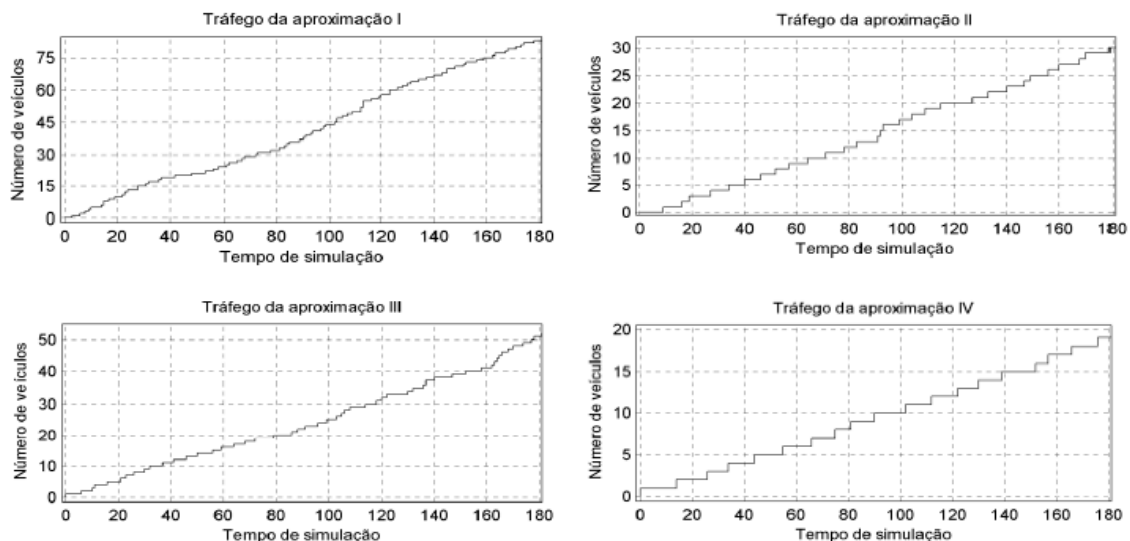 Tráfego da aproximação I
Número de veículos
75
60
45
30
15
0
0 20 40 60 80 100 120 140 160 180
Tempo de simulação
Tráfego da aproximação II
Número de veículos
30
25
20
15
10
5
0
0 20 40 60 80 100 120 140 160 180
Tempo de simulação
Tráfego da aproximação III
Número de veículos
50
40
30
20
10
0
0 20 40 60 80 100 120 140 160 180
Tempo de simulação
Tráfego da aproximação IV
Número de veículos
20
15
10
5
0
0 20 40 60 80 100 120 140 160 180
Tempo de simulação